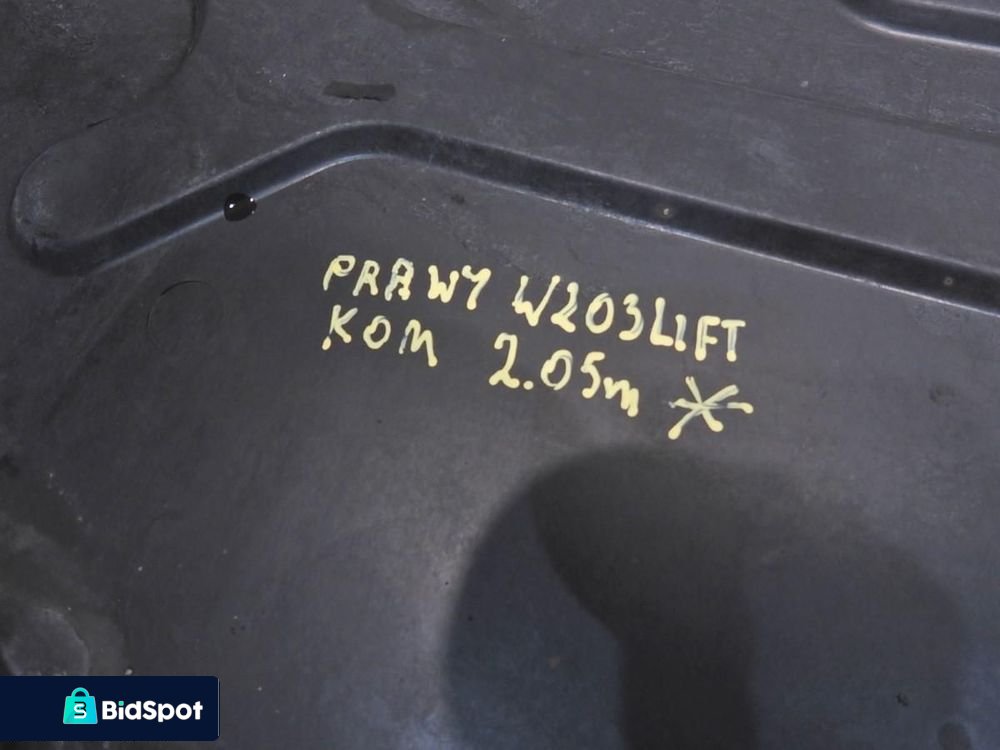 PRAWY W203LIFT
KOM 2.05m *
BidSpot